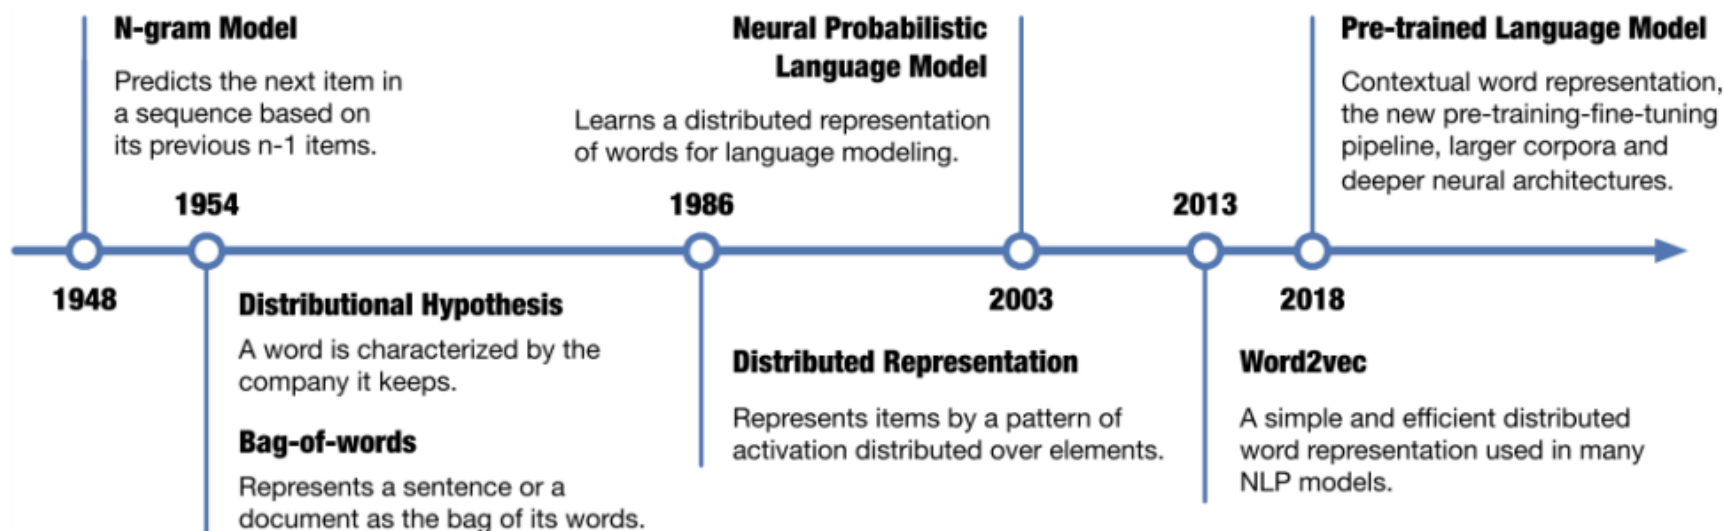 N-gram Model
Predicts the next item in
a sequence based on
its previous n-1 items.
1948
1954
Distributional Hypothesis
A word is characterized by the
company it keeps.
Bag-of-words
Represents a sentence or a
document as the bag of its words.
1986
Distributed Representation
Represents items by a pattern of
activation distributed over elements.
Neural Probabilistic
Language Model
Learns a distributed representation
of words for language modeling.
2003
2013
Word2vec
A simple and efficient distributed
word representation used in many
NLP models.
Pre-trained Language Model
Contextual word representation,
the new pre-training-fine-tuning
pipeline, larger corpora and
deeper neural architectures.
2018